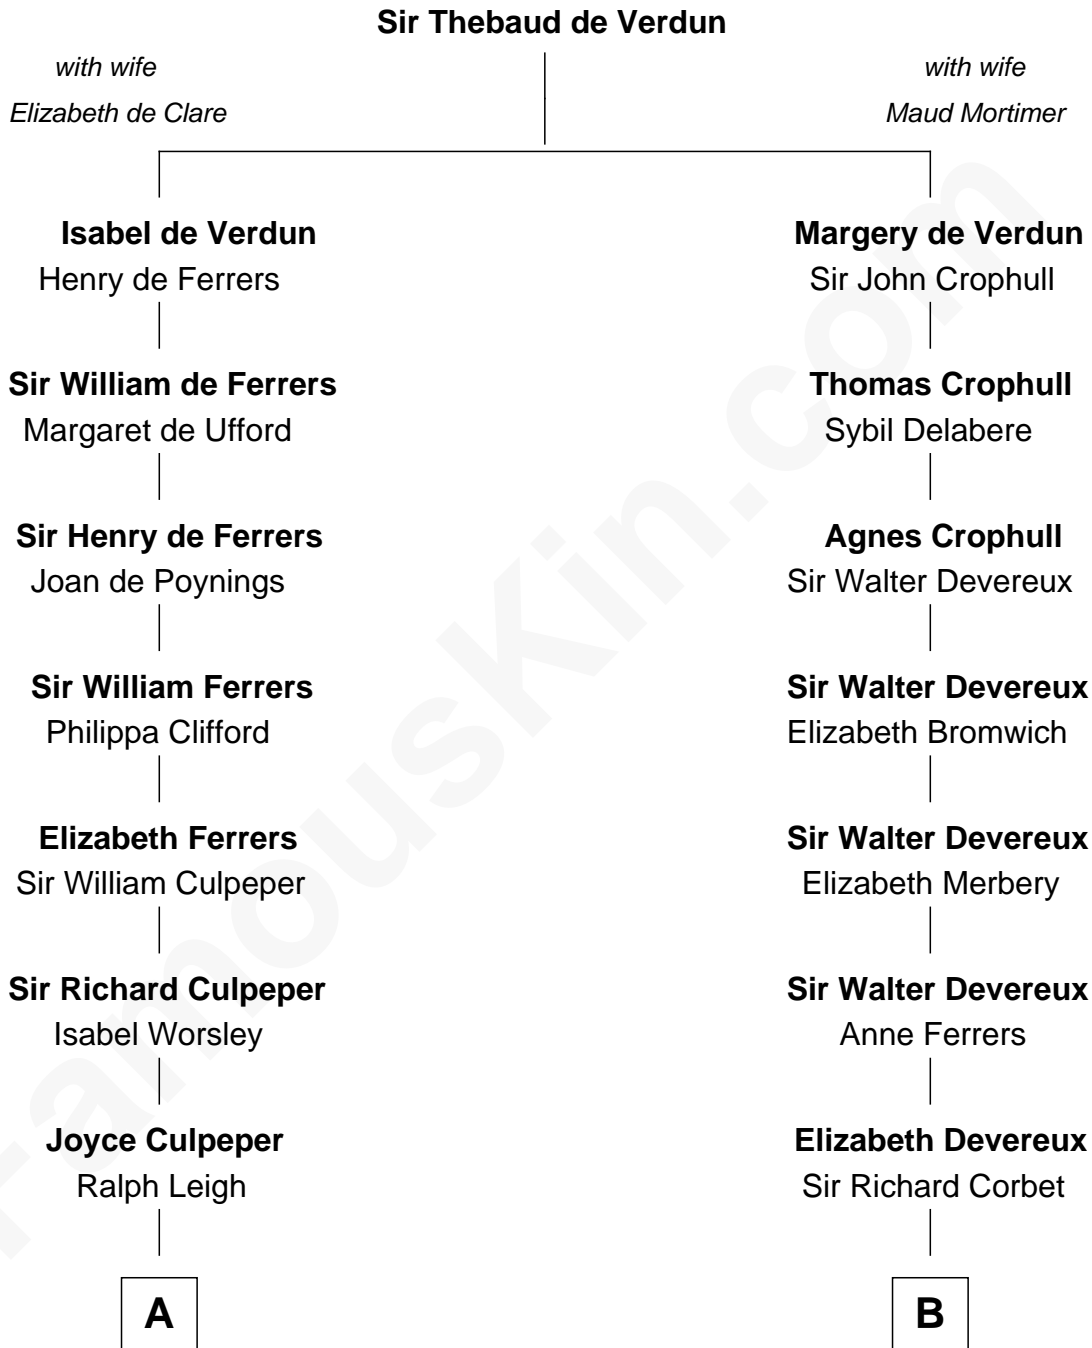 Sir Thebaud de Verdun
with wife
Elizabeth de Clare
with wife
Maud Mortimer
Isabel de Verdun
Henry de Ferrers
Margery de Verdun
Sir John Crophull
Sir William de Ferrers
Margaret de Ufford
Thomas Crophull
Sybil Delabere
Sir Henry de Ferrers
Joan de Poynings
Agnes Crophull
Sir Walter Devereux
Sir William Ferrers
Philippa Clifford
Sir Walter Devereux
Elizabeth Bromwich
Elizabeth Ferrers
Sir William Culpeper
Sir Walter Devereux
Elizabeth Merbery
Sir Richard Culpeper
Isabel Worsley
Sir Walter Devereux
Anne Ferrers
Joyce Culpeper
Ralph Leigh
Elizabeth Devereux
Sir Richard Corbet
A
B
FamousKin.com